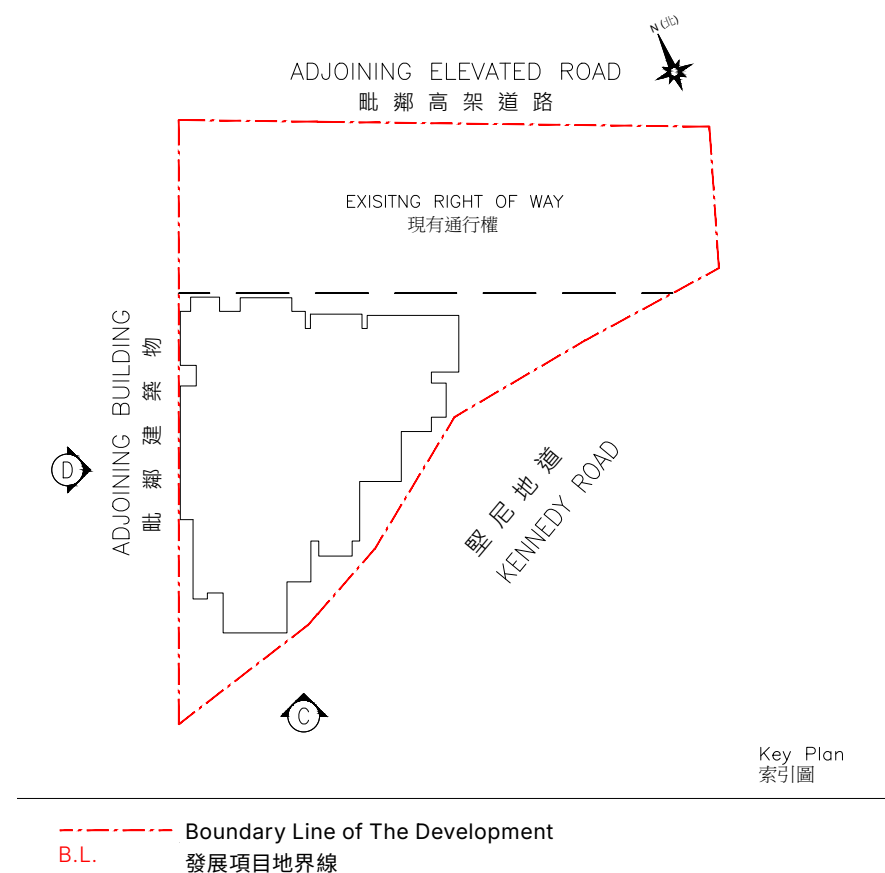 N (北)
ADJOINING ELEVATED ROAD
毗鄰高架道路
EXISITNG RIGHT OF WAY
現有通行權
ADJOINING BUILDING
毗鄰建築物
D
堅尼地道
KENNEDY ROAD
C
Key Plan
索引圖
Boundary Line of The Development
B.L.
發展項目地界線